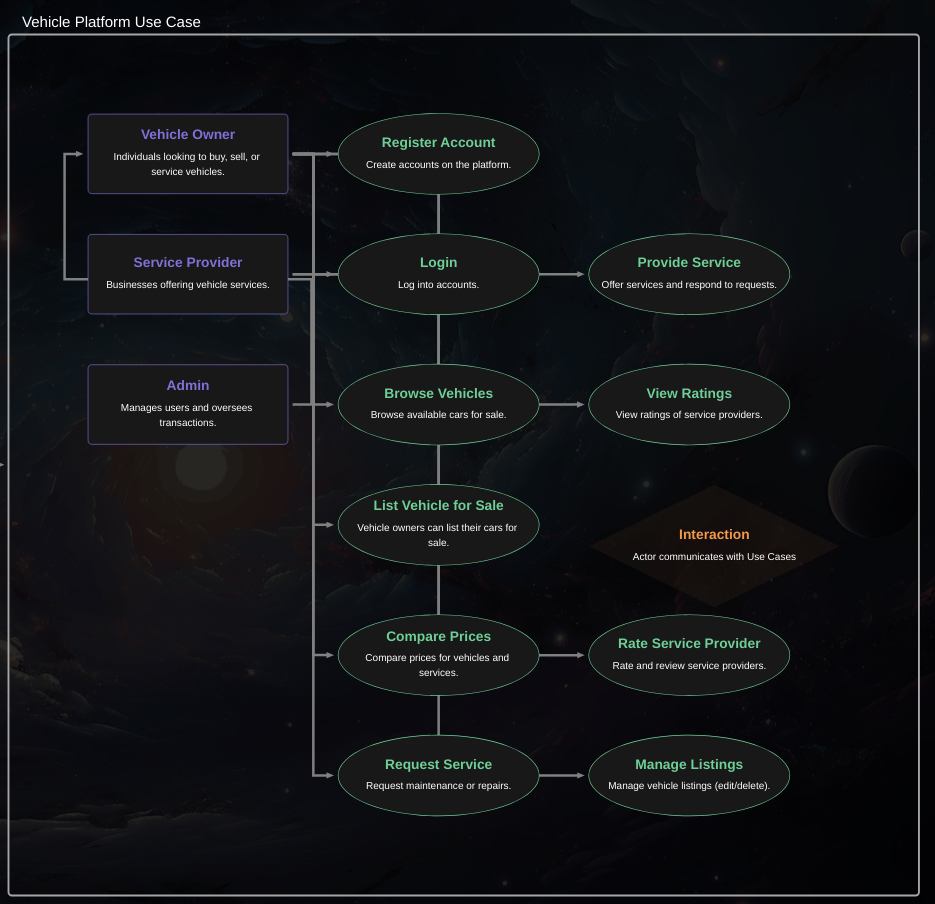 Vehicle Platform Use Case
Vehicle Owner
Individuals looking to buy, sell, or
service vehicles.
Register Account
Create accounts on the platform.
Service Provider
Businesses offering vehicle services.
Login
Log into accounts.
Provide Service
Offer services and respond to requests.
Admin
Manages users and oversees
transactions.
Browse Vehicles
Browse available cars for sale.
View Ratings
View ratings of service providers.
List Vehicle for Sale
Vehicle owners can list their cars for
sale.
Interaction
Actor communicates with Use Cases
Compare Prices
Compare prices for vehicles and
services.
Rate Service Provider
Rate and review service providers.
Request Service
Request maintenance or repairs.
Manage Listings
Manage vehicle listings (edit/delete).